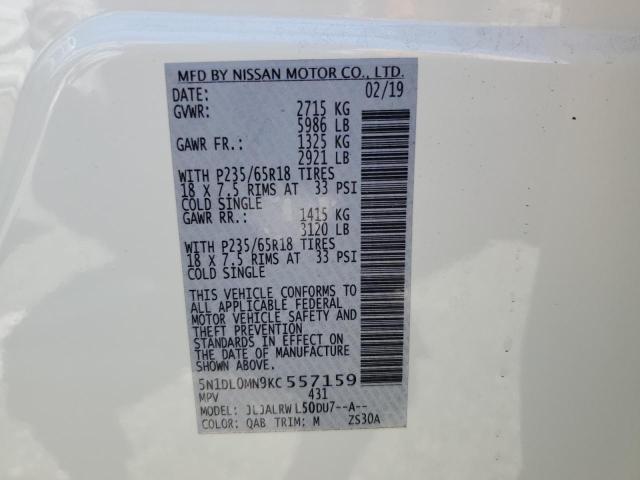 MFD BY NISSAN MOTOR CO., LTD.
DATE: 02/19
GVWR: 2715 KG
5986 LB
GAWR FR.: 1325 KG
2921 LB
WITH P235/65R18 TIRES
18 X 7.5 RIMS AT 33 PSI
COLD SINGLE
GAWR RR.: 1415 KG
3120 LB
WITH P235/65R18 TIRES
18 X 7.5 RIMS AT 33 PSI
COLD SINGLE
THIS VEHICLE CONFORMS TO
ALL APPLICABLE FEDERAL
MOTOR VEHICLE SAFETY AND
THEFT PREVENTION
STANDARDS IN EFFECT ON
THE DATE OF MANUFACTURE
SHOWN ABOVE.
5N1DL0MN9KC557159
MPV 431
MODEL: JLJALRWL50DU7--A--
COLOR: QAB TRIM: M ZS30A